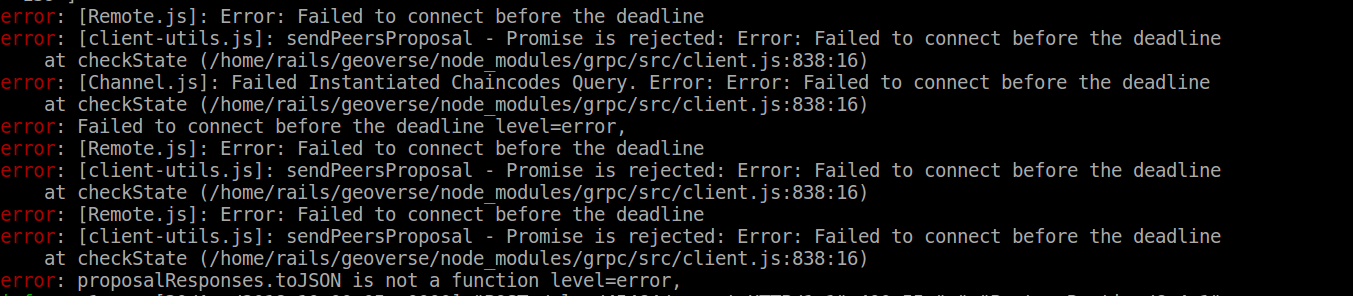 error: [Remote.js]: Error: Failed to connect before the deadline
error: [client-utils.js]: sendPeersProposal - Promise is rejected: Error: Failed to connect before the deadline
    at checkState (/home/rails/geoverse/node_modules/grpc/src/client.js:838:16)
error: [Channel.js]: Failed Instantiated Chaincodes Query. Error: Error: Failed to connect before the deadline
    at checkState (/home/rails/geoverse/node_modules/grpc/src/client.js:838:16)
error: Failed to connect before the deadline level=error,
error: [Remote.js]: Error: Failed to connect before the deadline
error: [client-utils.js]: sendPeersProposal - Promise is rejected: Error: Failed to connect before the deadline
    at checkState (/home/rails/geoverse/node_modules/grpc/src/client.js:838:16)
error: [Remote.js]: Error: Failed to connect before the deadline
error: [client-utils.js]: sendPeersProposal - Promise is rejected: Error: Failed to connect before the deadline
    at checkState (/home/rails/geoverse/node_modules/grpc/src/client.js:838:16)
error: proposalResponses.toJSON is not a function level=error,